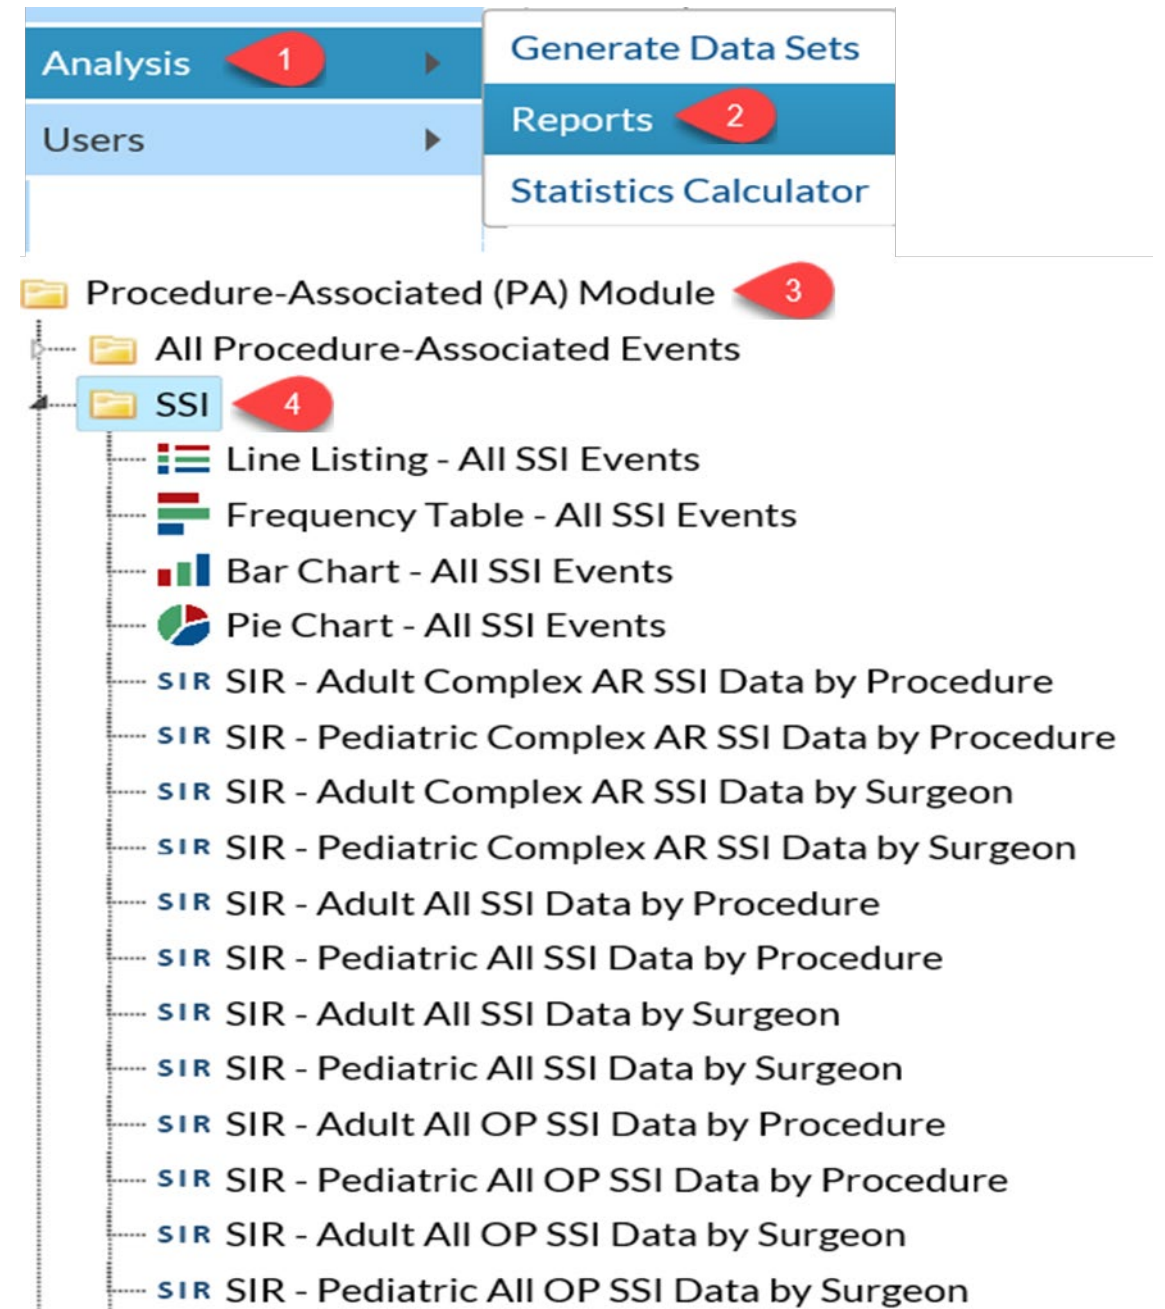 Analysis 1
Users
Generate Data Sets
Reports 2
Statistics Calculator
Procedure-Associated (PA) Module 3
All Procedure-Associated Events
SSI 4
Line Listing - All SSI Events
Frequency Table - All SSI Events
Bar Chart - All SSI Events
Pie Chart - All SSI Events
SIR SIR - Adult Complex AR SSI Data by Procedure
SIR SIR - Pediatric Complex AR SSI Data by Procedure
SIR SIR - Adult Complex AR SSI Data by Surgeon
SIR SIR - Pediatric Complex AR SSI Data by Surgeon
SIR SIR - Adult All SSI Data by Procedure
SIR SIR - Pediatric All SSI Data by Procedure
SIR SIR - Adult All SSI Data by Surgeon
SIR SIR - Pediatric All SSI Data by Surgeon
SIR SIR - Adult All OP SSI Data by Procedure
SIR SIR - Pediatric All OP SSI Data by Procedure
SIR SIR - Adult All OP SSI Data by Surgeon
SIR SIR - Pediatric All OP SSI Data by Surgeon